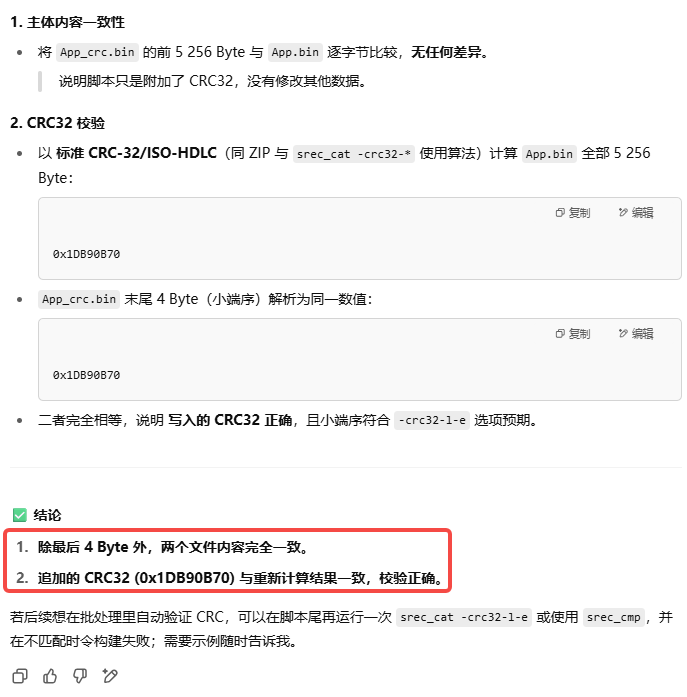 1. 主体内容一致性
• 将 App_crc.bin 的前 5 256 Byte 与 App.bin 逐字节比较，无任何差异。
说明脚本只是附加了 CRC32，没有修改其他数据。
2. CRC32 校验
• 以 标准 CRC-32/ISO-HDLC（同 ZIP 与 srec_cat -crc32-* 使用算法）计算 App.bin 全部 5 256
Byte：
复制 编辑
0x1DB90B70
• App_crc.bin 末尾 4 Byte（小端序）解析为同一数值：
复制 编辑
0x1DB90B70
• 二者完全相等，说明 写入的 CRC32 正确，且小端序符合 -crc32-l-e 选项预期。
✅ 结论
1. 除最后 4 Byte 外，两个文件内容完全一致。
2. 追加的 CRC32 (0x1DB90B70) 与重新计算结果一致，校验正确。
若后续想在批处理里自动验证 CRC，可以在脚本尾再运行一次 srec_cat -crc32-l-e 或使用 srec_cmp，并
在不匹配时令构建失败；需要示例随时告诉我。